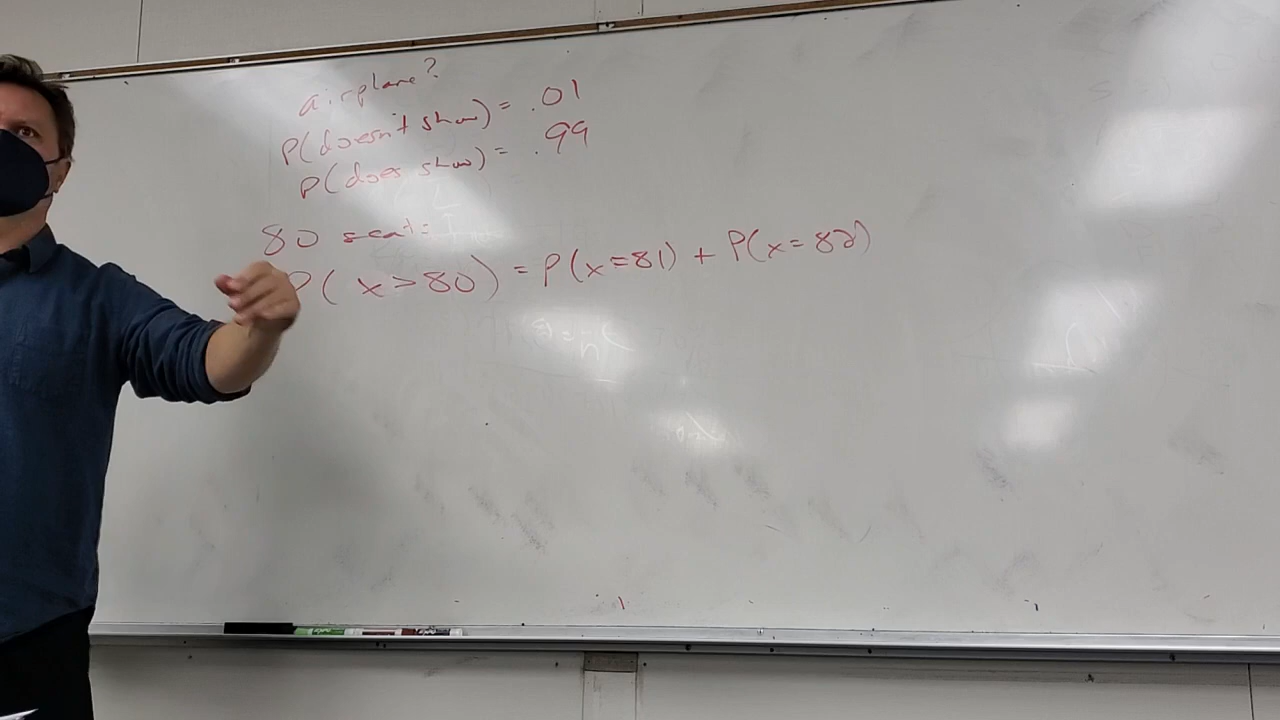 airplane?
P(doesn't show) = .01
P(does show) = .99
80 seats
P(x>80) = P(x=81) + P(x=82)